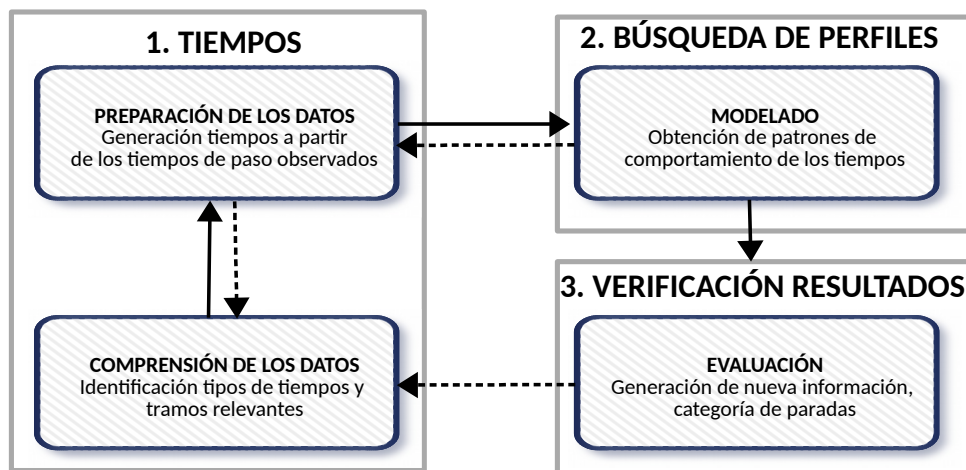 1. TIEMPOS
PREPARACIÓN DE LOS DATOS
Generación tiempos a partir
de los tiempos de paso observados
COMPRENSIÓN DE LOS DATOS
Identificación tipos de tiempos y
tramos relevantes
2. BÚSQUEDA DE PERFILES
MODELADO
Obtención de patrones de
comportamiento de los tiempos
3. VERIFICACIÓN RESULTADOS
EVALUACIÓN
Generación de nueva información,
categoría de paradas